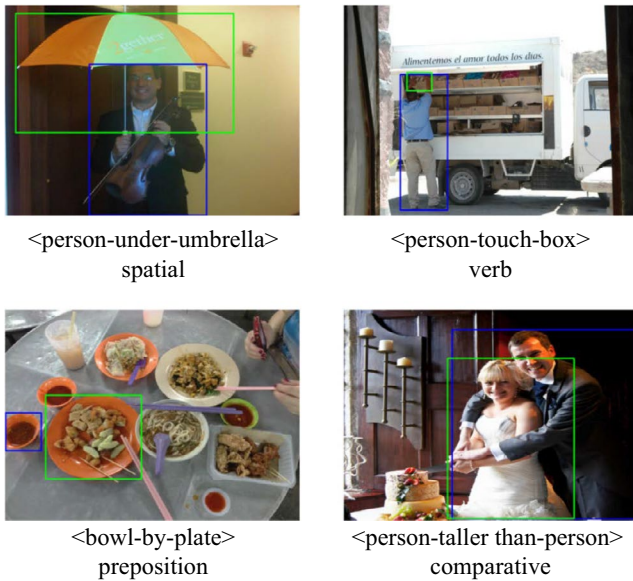 gether
<person-under-umbrella>
spatial
Alimentemos el amor todos los dias.
<person-touch-box>
verb
<bowl-by-plate>
preposition
<person-taller than-person>
comparative